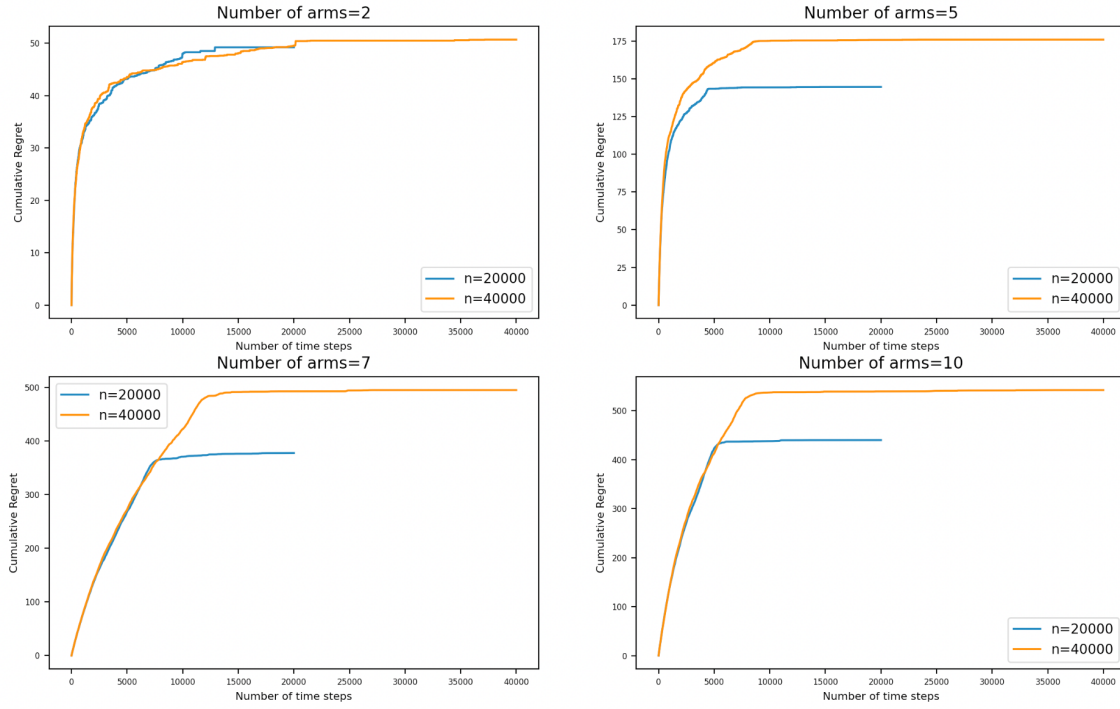 Number of arms=2
Cumulative Regret
50
40
30
20
10
0
n=20000
n=40000
0 5000 10000 15000 20000 25000 30000 35000 40000
Number of time steps
Number of arms=5
Cumulative Regret
175
150
125
100
75
50
25
0
n=20000
n=40000
0 5000 10000 15000 20000 25000 30000 35000 40000
Number of time steps
Number of arms=7
Cumulative Regret
500
400
300
200
100
0
n=20000
n=40000
0 5000 10000 15000 20000 25000 30000 35000 40000
Number of time steps
Number of arms=10
Cumulative Regret
500
400
300
200
100
0
n=20000
n=40000
0 5000 10000 15000 20000 25000 30000 35000 40000
Number of time steps